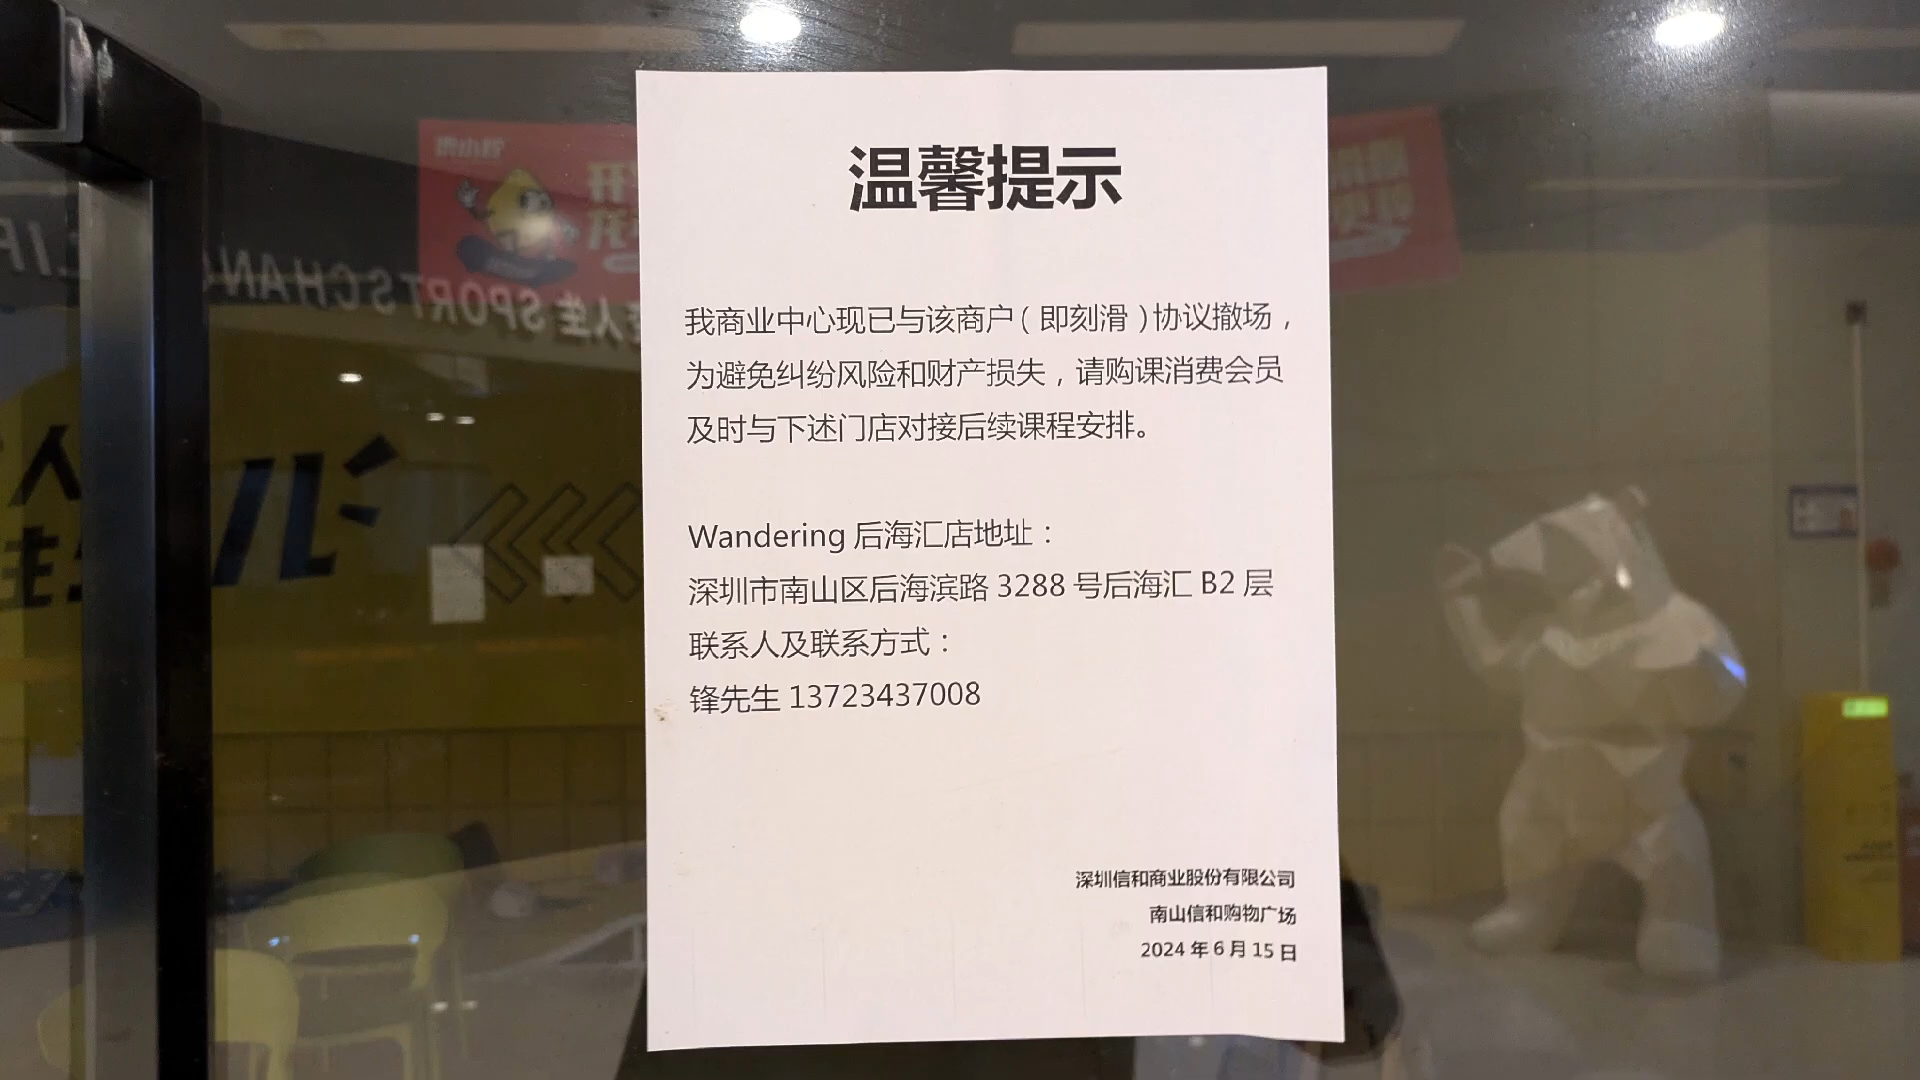 温馨提示
我商业中心现已与该商户（即刻滑）协议撤场，
为避免纠纷风险和财产损失，请购课消费会员
及时与下述门店对接后续课程安排。
Wandering 后海汇店地址：
深圳市南山区后海滨路 3288 号后海汇 B2 层
联系人及联系方式：
锋先生 13723437008
深圳信和商业股份有限公司
南山信和购物广场
2024 年 6 月 15 日
人生 SPORTS CHAN